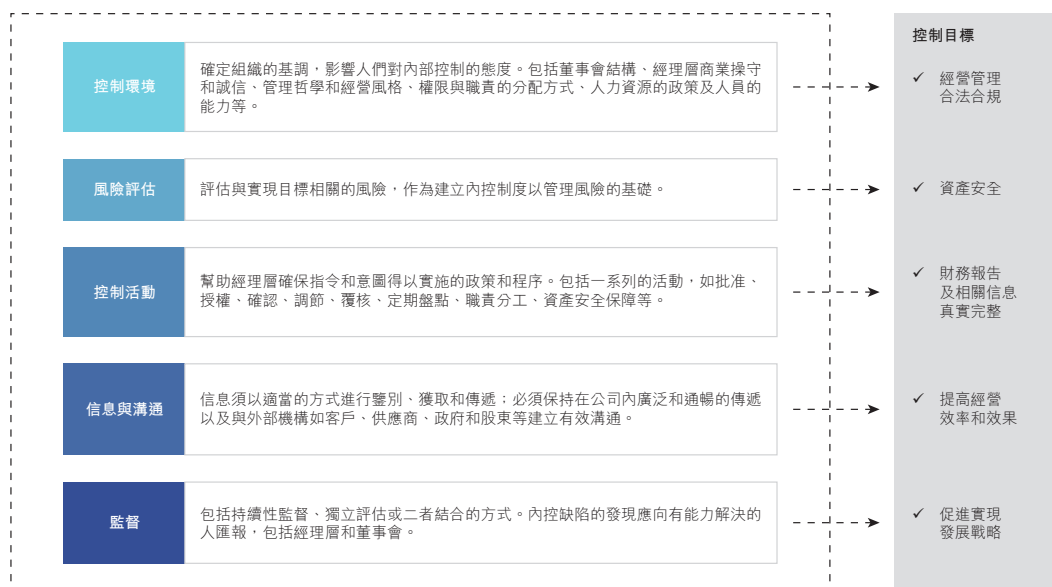 控制目標
控制環境
確定組織的基調，影響人們對內部控制的態度。包括董事會結構、經理層商業操守
和誠信、管理哲學和經營風格、權限與職責的分配方式、人力資源的政策及人員的
能力等。
✓ 經營管理
合法合規
風險評估
評估與實現目標相關的風險，作為建立內控制度以管理風險的基礎。
✓ 資產安全
控制活動
幫助經理層確保指令和意圖得以實施的政策和程序。包括一系列的活動，如批准、
授權、確認、調節、覆核、定期盤點、職責分工、資產安全保障等。
✓ 財務報告
及相關信息
真實完整
信息與溝通
信息須以適當的方式進行鑒別、獲取和傳遞；必須保持在公司內廣泛和通暢的傳遞
以及與外部機構如客戶、供應商、政府和股東等建立有效溝通。
✓ 提高經營
效率和效果
監督
包括持續性監督、獨立評估或二者結合的方式。內控缺陷的發現應向有能力解決的
人匯報，包括經理層和董事會。
✓ 促進實現
發展戰略